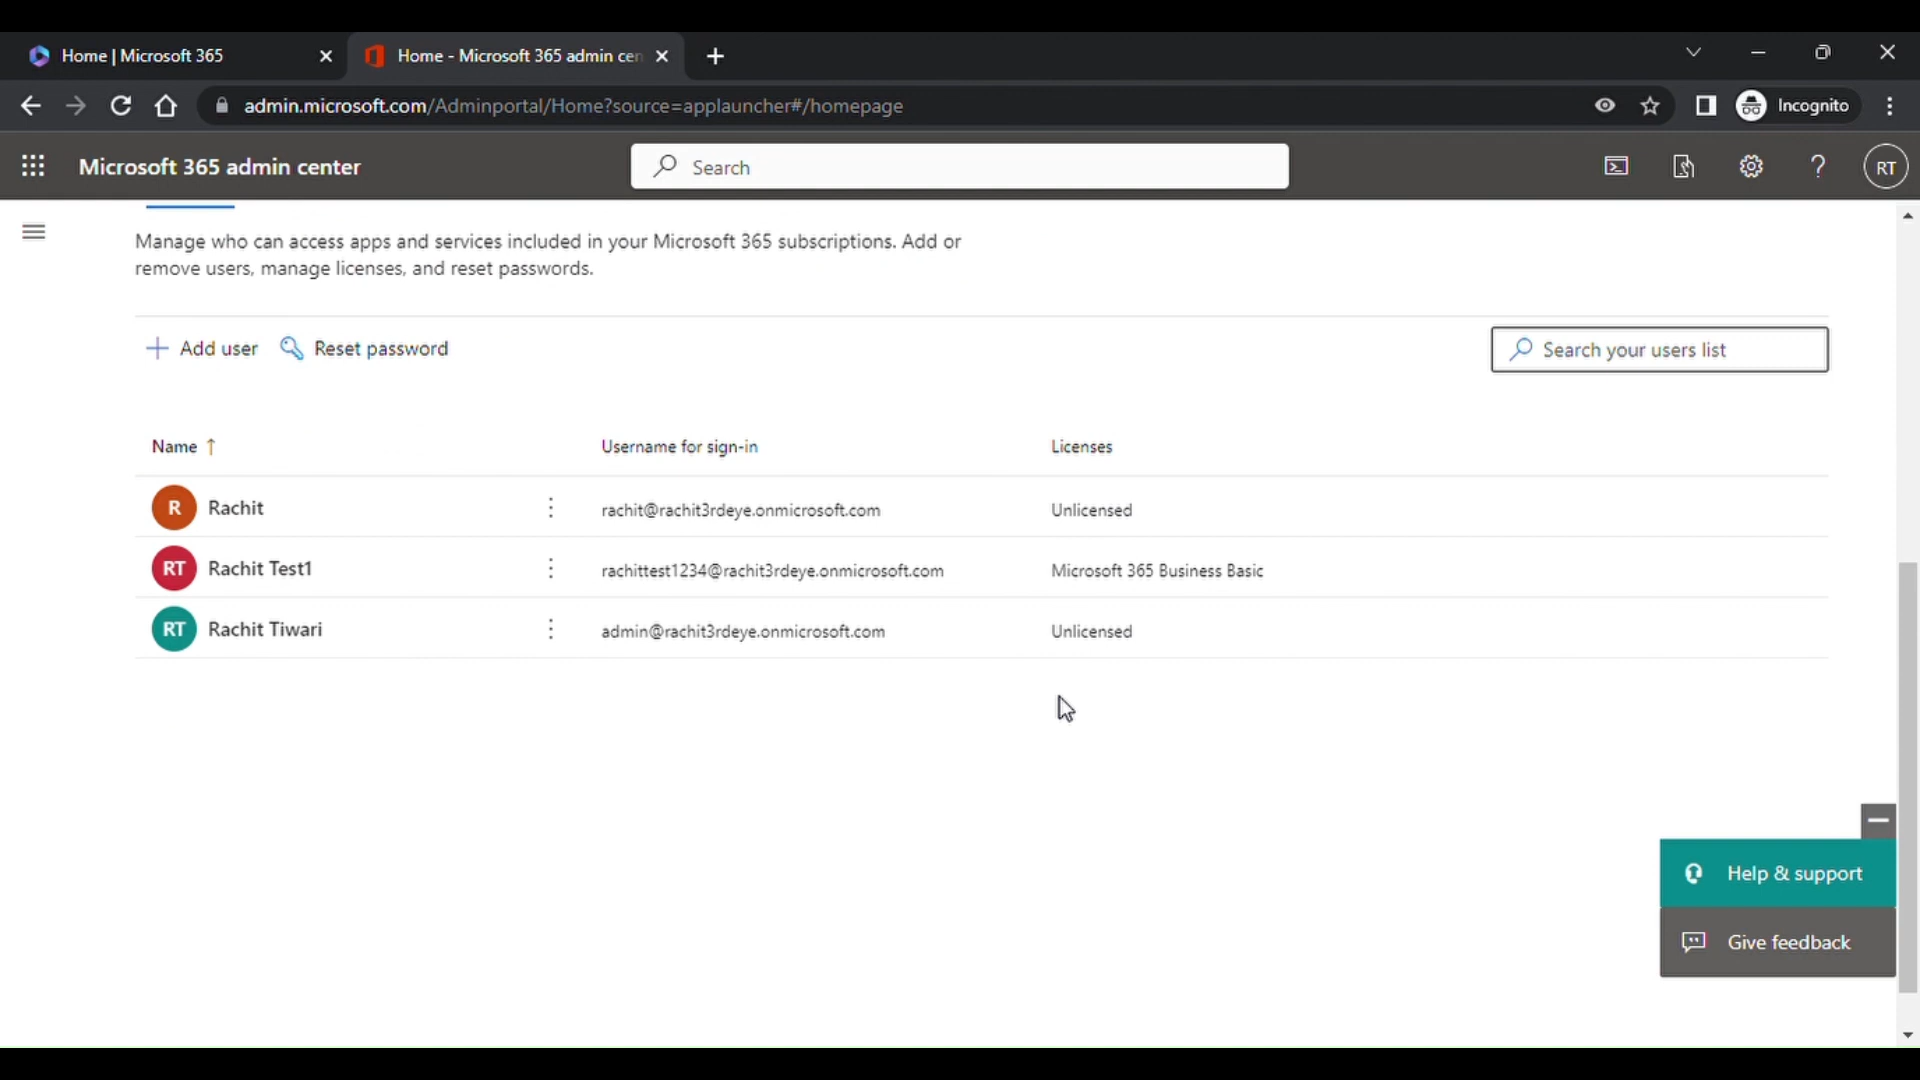 Home | Microsoft 365
Home - Microsoft 365 admin cen
admin.microsoft.com/Adminportal/Home?source=applauncher#/homepage
Incognito
Microsoft 365 admin center
Search
RT
Manage who can access apps and services included in your Microsoft 365 subscriptions. Add or
remove users, manage licenses, and reset passwords.
Add user Reset password
Search your users list
Name ↑ Username for sign-in Licenses
R Rachit rachit@rachit3rdeye.onmicrosoft.com Unlicensed
RT Rachit Test1 rachittest1234@rachit3rdeye.onmicrosoft.com Microsoft 365 Business Basic
RT Rachit Tiwari admin@rachit3rdeye.onmicrosoft.com Unlicensed
Help & support
Give feedback